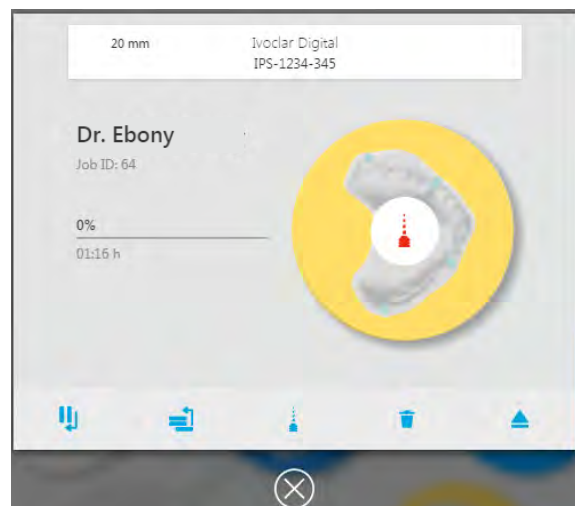 20 mm
Ivoclar Digital
IPS-1234-345
Dr. Ebony
Job ID: 64
0%
01:16 h